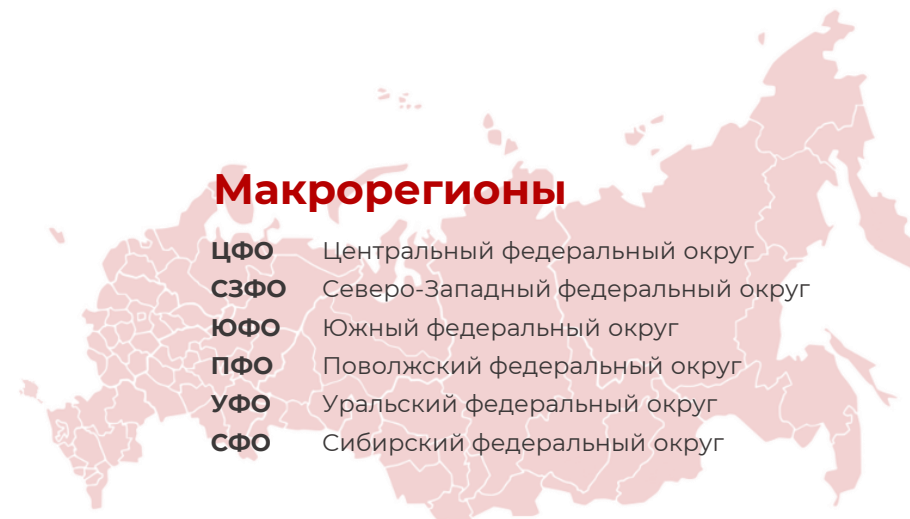 Макрорегионы
ЦФО Центральный федеральный округ
СЗФО Северо-Западный федеральный округ
ЮФО Южный федеральный округ
ПФО Поволжский федеральный округ
УФО Уральский федеральный округ
СФО Сибирский федеральный округ